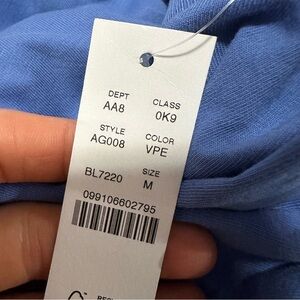 DEPT CLASS
AA8 0K9
STYLE COLOR
AG008 VPE
SIZE
BL7220 M
099106602795